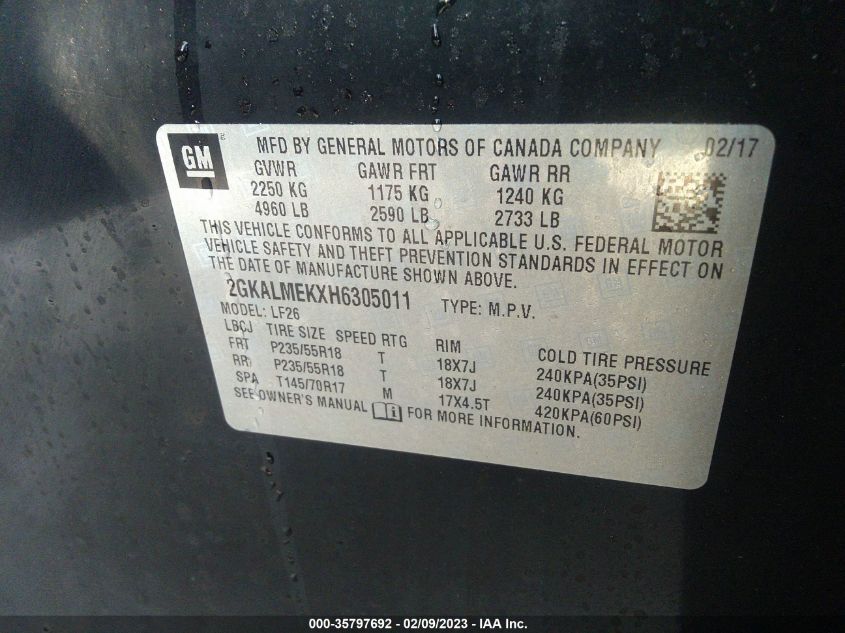 GM
MFD BY GENERAL MOTORS OF CANADA COMPANY 02/17
GVWR GAWR FRT GAWR RR
2250 KG 1175 KG 1240 KG
4960 LB 2590 LB 2733 LB
THIS VEHICLE CONFORMS TO ALL APPLICABLE U.S. FEDERAL MOTOR
VEHICLE SAFETY AND THEFT PREVENTION STANDARDS IN EFFECT ON
THE DATE OF MANUFACTURE SHOWN ABOVE.
2GKALMEKXH6305011 TYPE: M.P.V.
MODEL: LF26
LBCJ TIRE SIZE SPEED RTG RIM COLD TIRE PRESSURE
FRT P235/55R18 T 18X7J 240KPA(35PSI)
RR P235/55R18 T 18X7J 240KPA(35PSI)
SPA T145/70R17 M 17X4.5T 420KPA(60PSI)
SEE OWNER'S MANUAL FOR MORE INFORMATION.
000-35797692 - 02/09/2023 - IAA Inc.